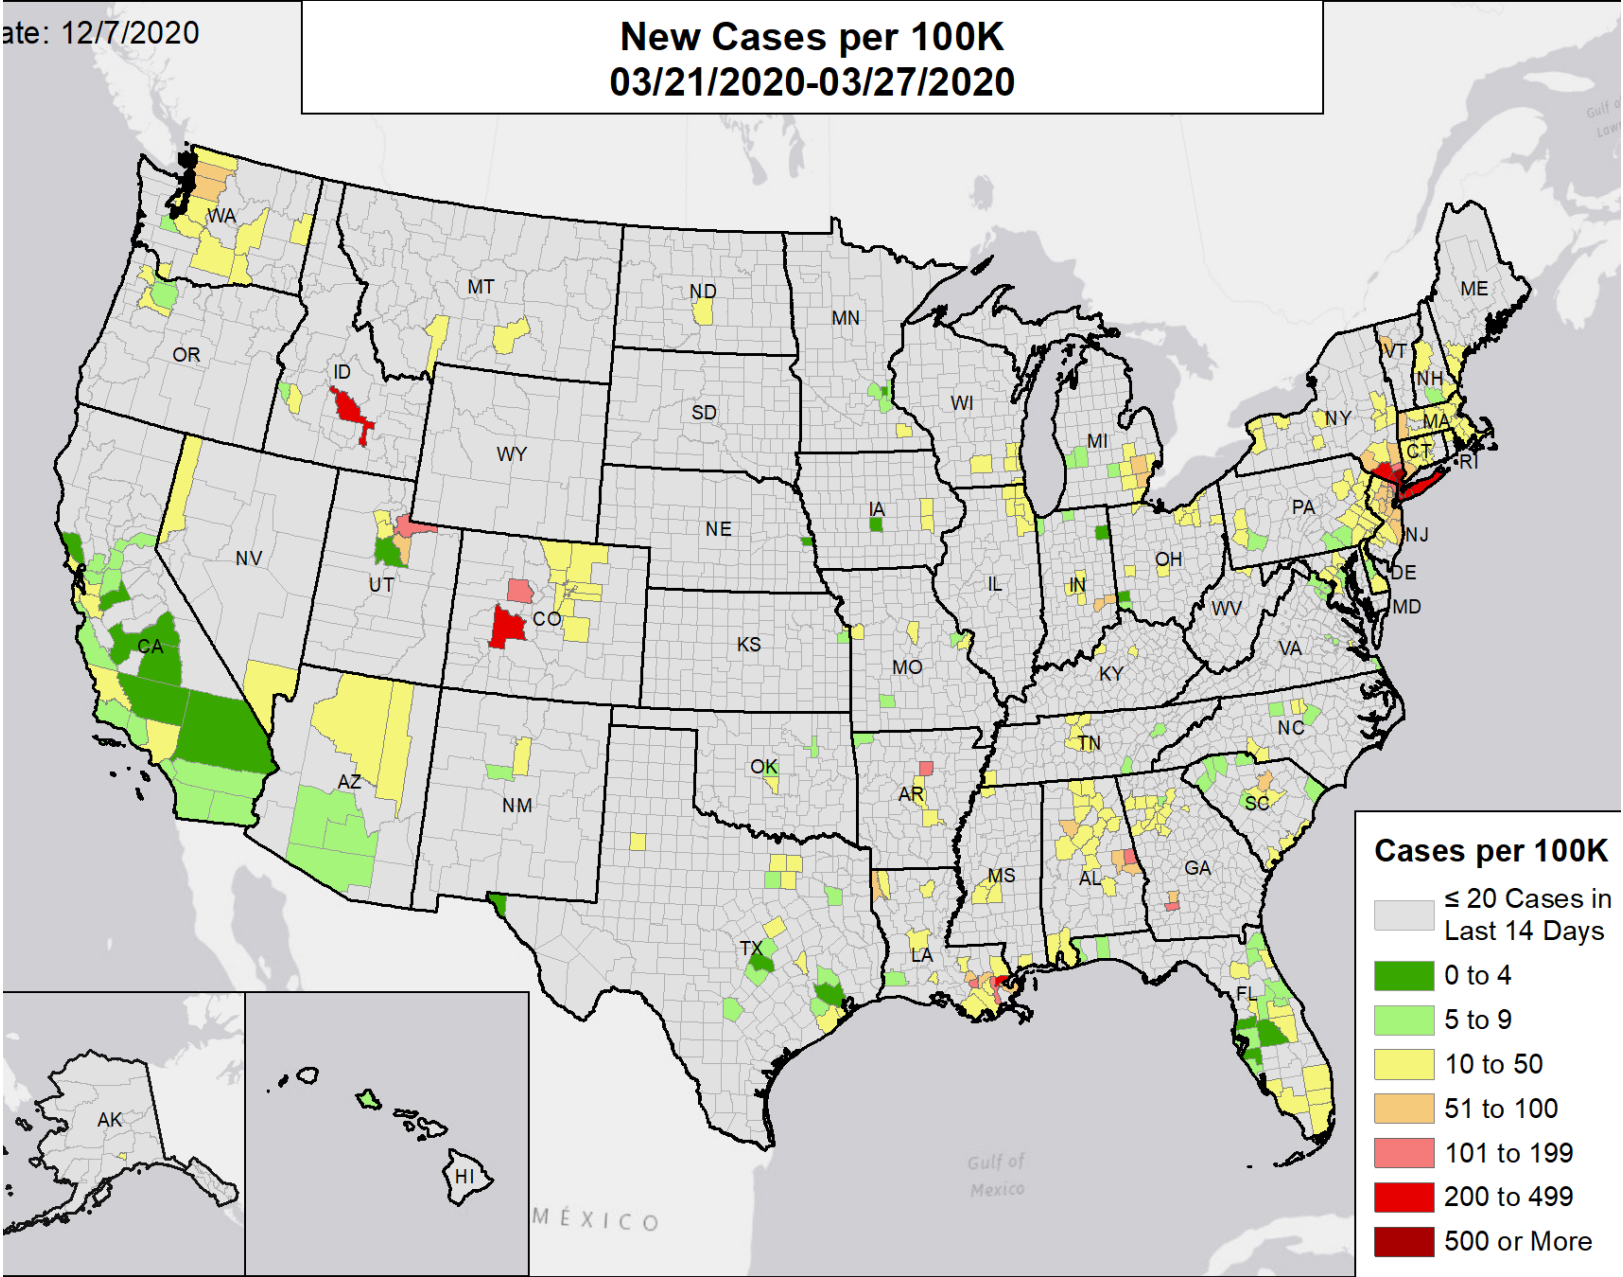 ate: 12/7/2020
New Cases per 100K
03/21/2020-03/27/2020
Gulf of
Law
WA
MT
ND
MN
ME
OR
ID
SD
WI
MI
VT
NH
NY
MA
CT
RI
WY
IA
NE
PA
NJ
NV
UT
CO
IL
IN
OH
DE
MD
WV
CA
KS
MO
KY
VA
AZ
NM
OK
AR
TN
NC
SC
MS
AL
GA
TX
LA
FL
AK
HI
Gulf of
Mexico
MÉXICO
Cases per 100K
≤ 20 Cases in
Last 14 Days
0 to 4
5 to 9
10 to 50
51 to 100
101 to 199
200 to 499
500 or More